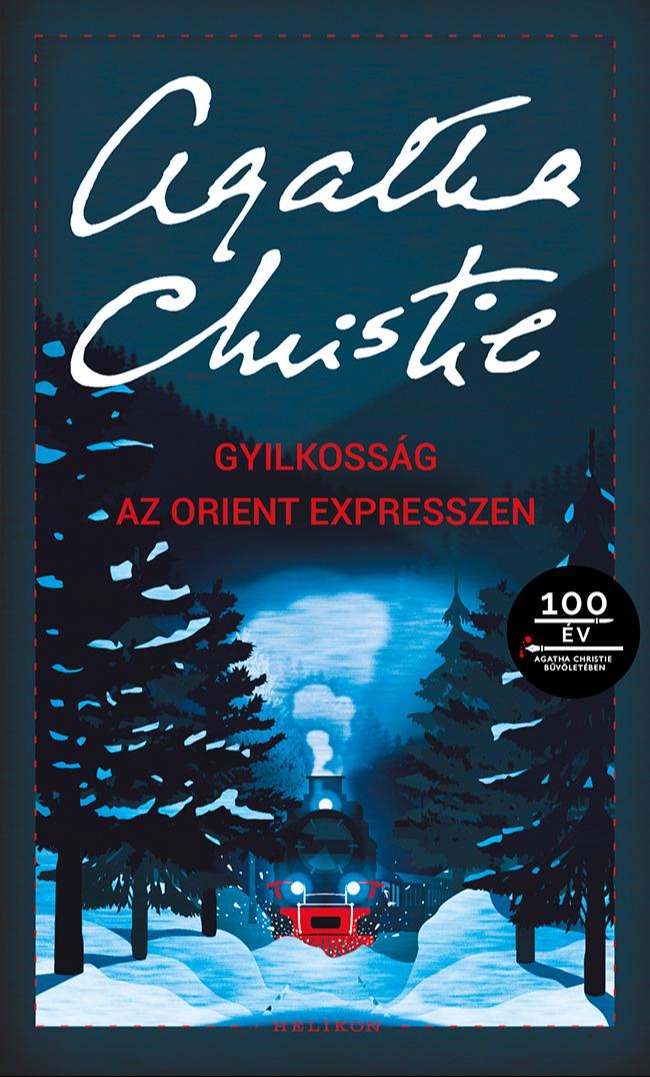 Agatha
Christie
GYILKOSSÁG
AZ ORIENT EXPRESSZEN
100
ÉV
AGATHA CHRISTIE
BŰVÖLETÉBEN
HELIKON